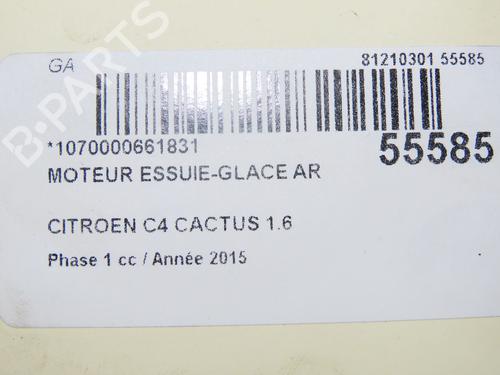 GA
81210301 55585
*1070000661831
55585
MOTEUR ESSUIE-GLACE AR
CITROEN C4 CACTUS 1.6
Phase 1 cc / Année 2015
B-PARTS